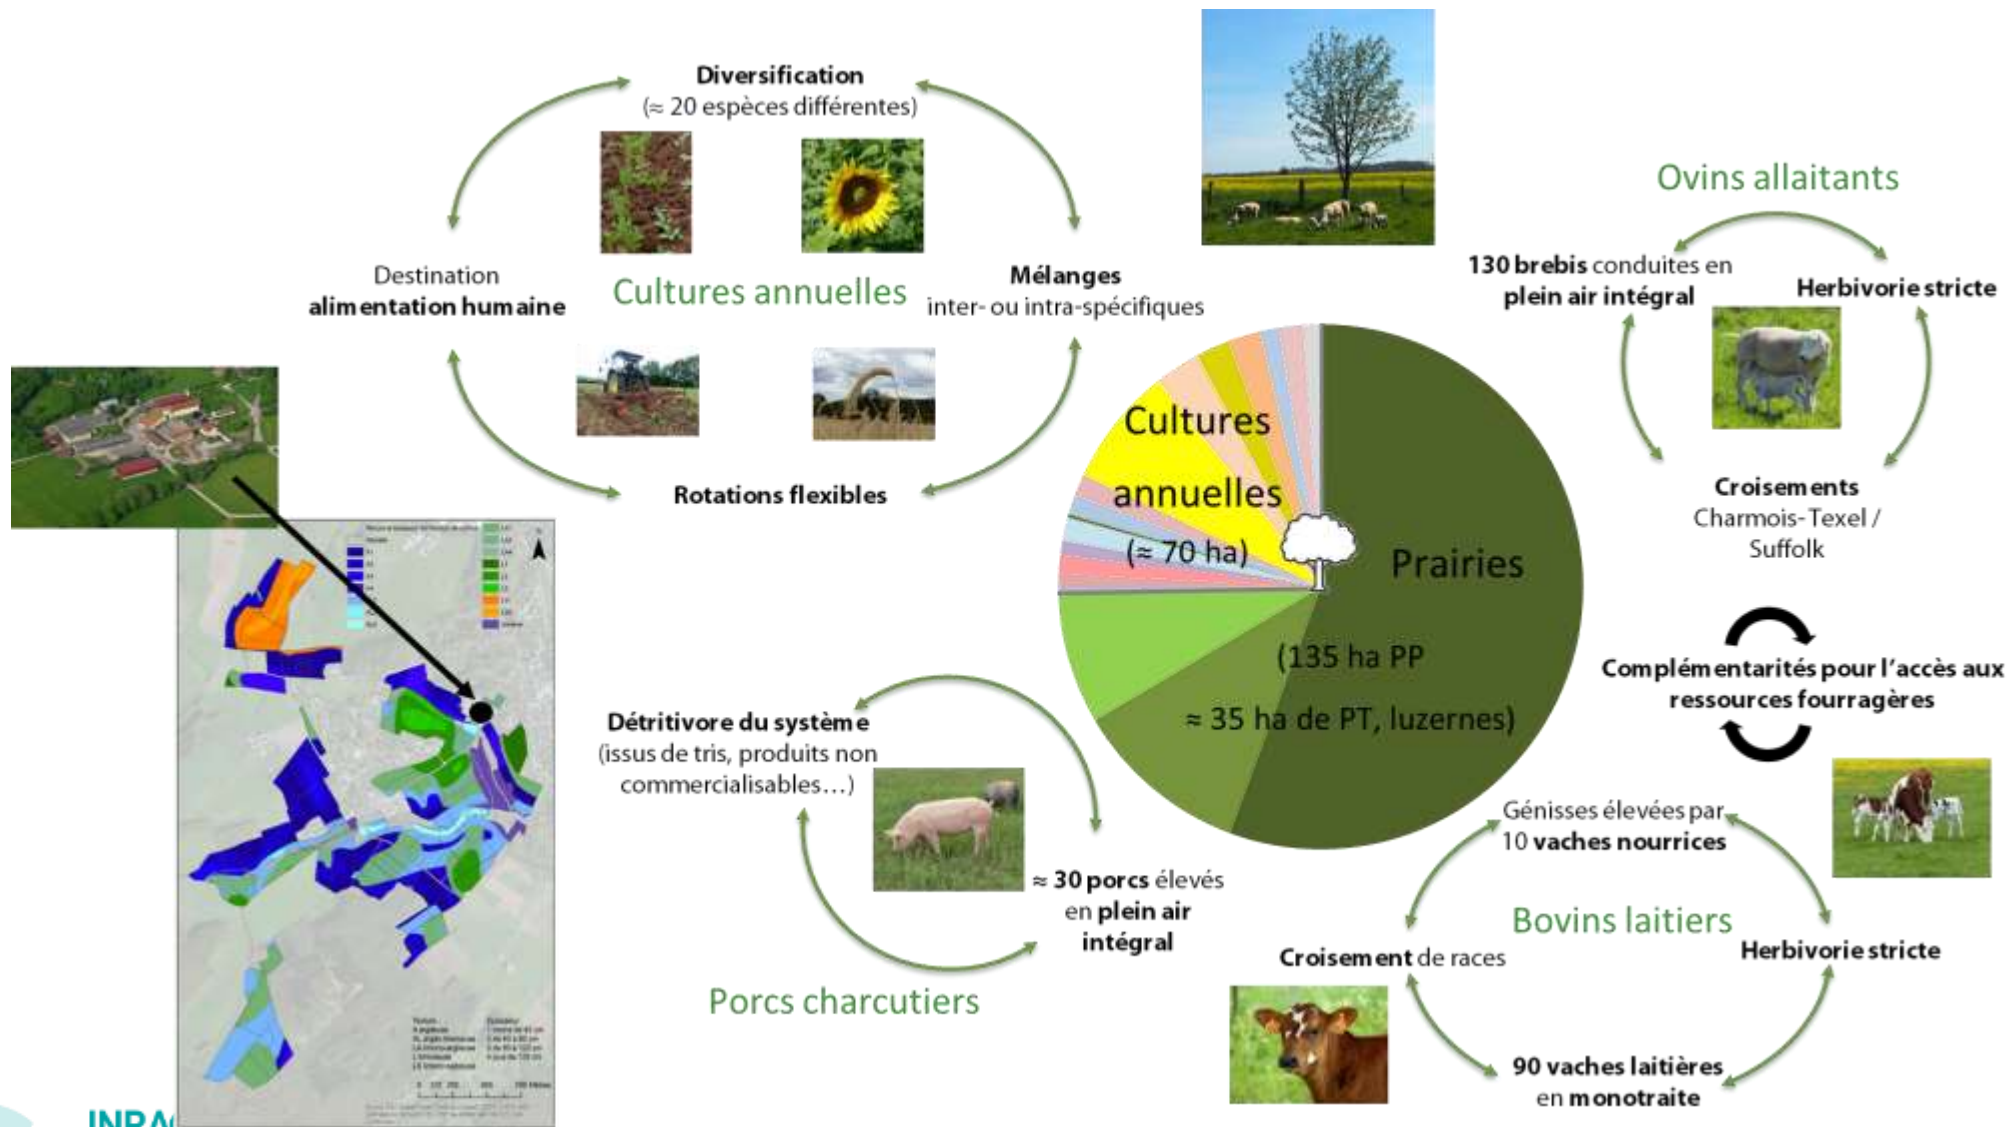 Diversification
(≈ 20 espèces différentes)
Destination
alimentation humaine
Cultures annuelles
Mélanges
inter- ou intra-spécifiques
Rotations flexibles
Ovins allaitants
130 brebis conduites en
plein air intégral
Herbivorie stricte
Croisements
Charmois-Texel /
Suffolk
Cultures
annuelles
(≈ 70 ha)
Prairies
(135 ha PP
≈ 35 ha de PT, luzernes)
Complémentarités pour l'accès aux
ressources fourragères
Détritivore du système
(issus de tris, produits non
commercialisables…)
≈ 30 porcs élevés
en plein air
intégral
Porcs charcutiers
Génisses élevées par
10 vaches nourrices
Bovins laitiers
Croisement de races
Herbivorie stricte
90 vaches laitières
en monotraite